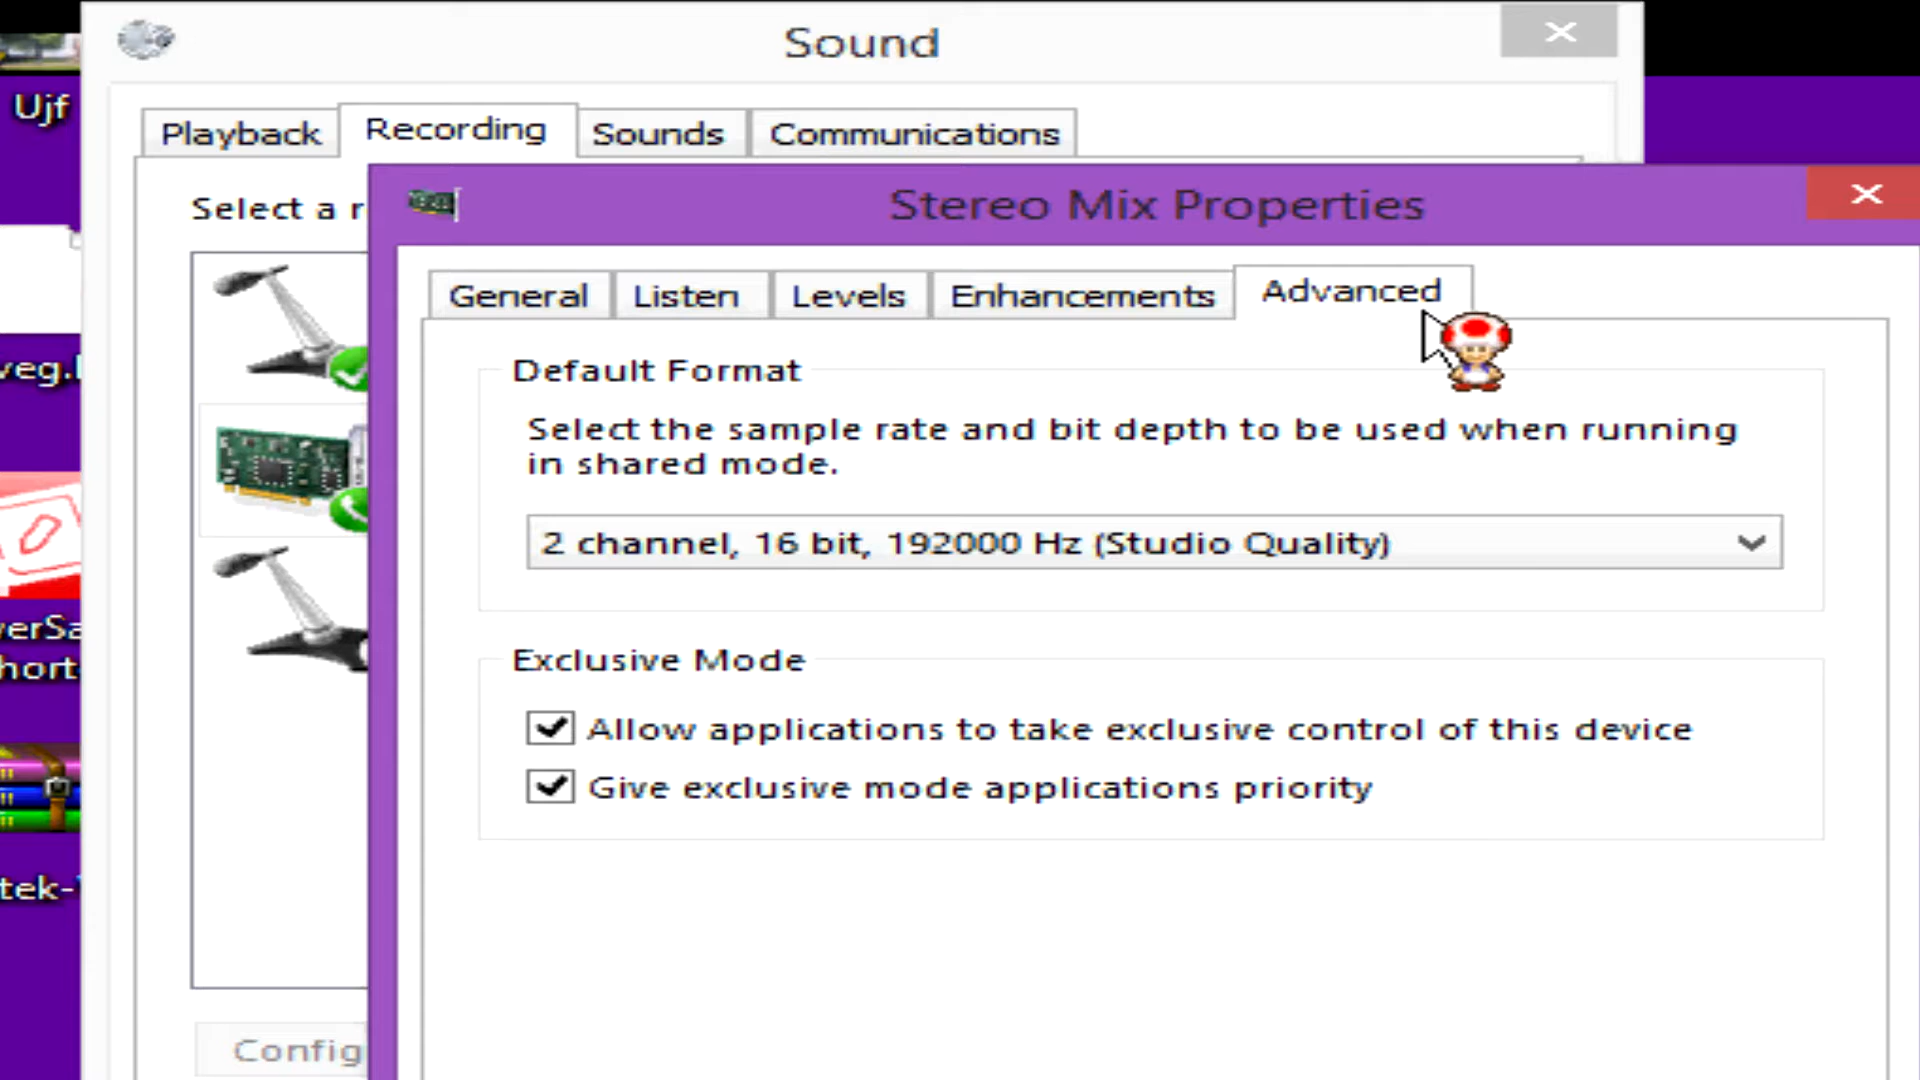 Sound
Ujf
Playback
Recording
Sounds
Communications
Select a r
Stereo Mix Properties
General
Listen
Levels
Enhancements
Advanced
Default Format
veg.
Select the sample rate and bit depth to be used when running
in shared mode.
2 channel, 16 bit, 192000 Hz (Studio Quality)
verSa
hort
Exclusive Mode
Allow applications to take exclusive control of this device
Give exclusive mode applications priority
tek-
Config